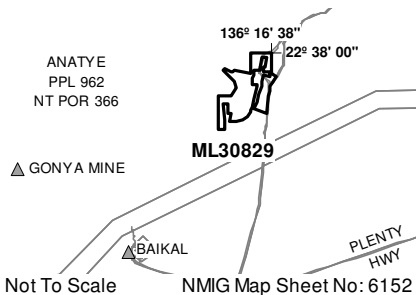 136º 16' 38"
22º 38' 00"
ANATYE
PPL 962
NT POR 366
ML30829
GONYA MINE
BAIKAL
PLENTY
HWY
Not To Scale
NMIG Map Sheet No: 6152